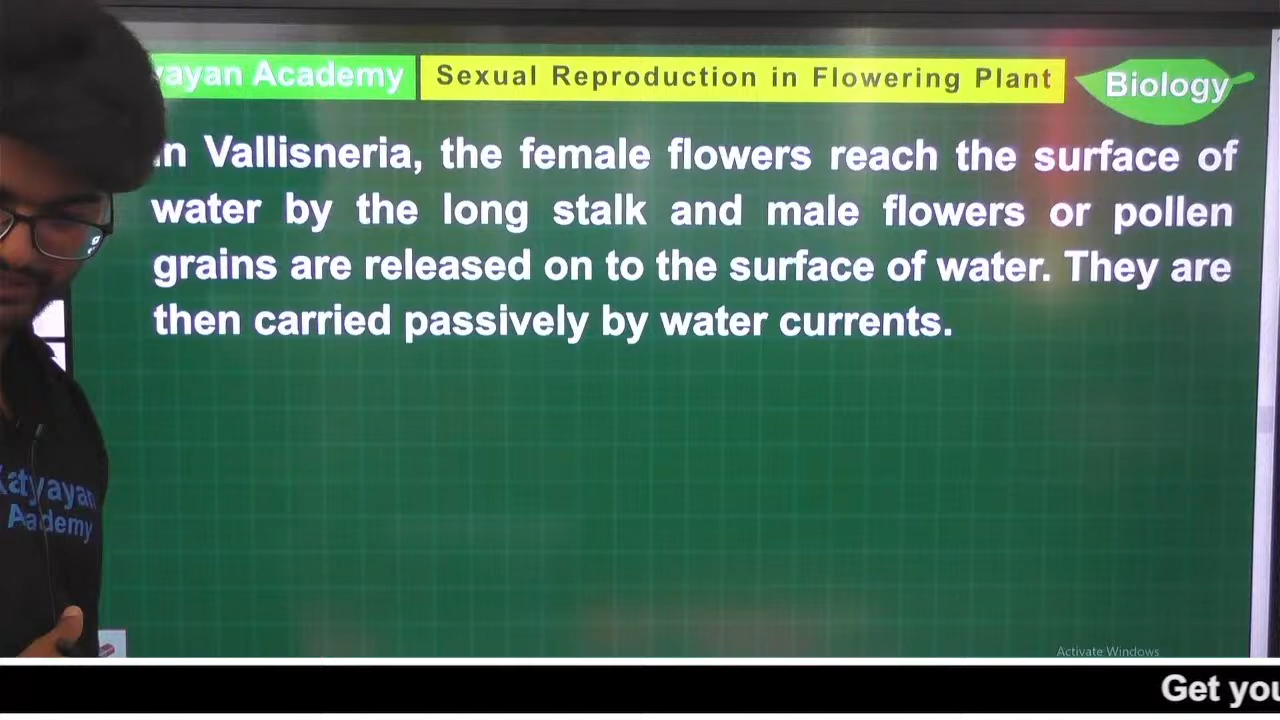 yayan Academy
Sexual Reproduction in Flowering Plant
Biology
in Vallisneria, the female flowers reach the surface of
water by the long stalk and male flowers or pollen
grains are released on to the surface of water. They are
then carried passively by water currents.
Katyayan
Aademy
Activate Windows
Get you